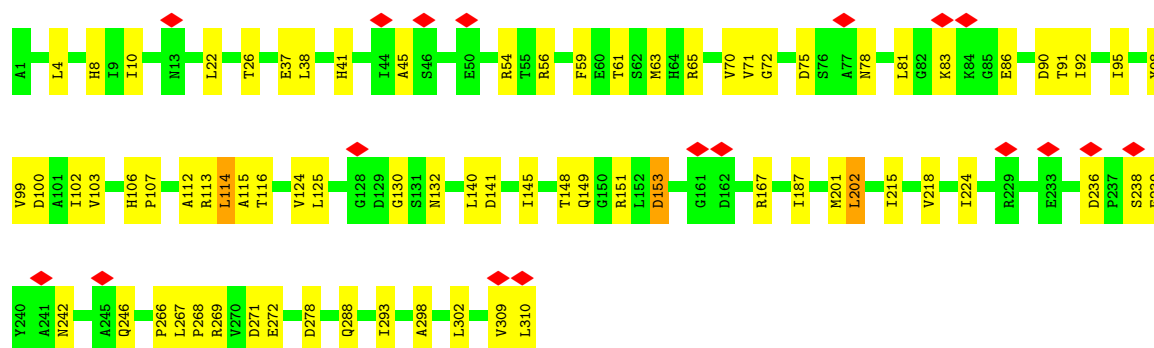 A1 L4 H8 I9 I10 N13 L22 T26 E37 L38 H41 I44 A45 S46 E50 R54 T55 R56 F59 E60 T61 S62 M63 H64 R65 V70 V71 G72 D75 S76 A77 N78 L81 G82 K83 K84 G85 E86 D90 T91 I92 I95
V99 D100 A101 I102 V103 H106 P107 A112 R113 L114 A115 T116 V124 L125 G128 D129 G130 S131 N132 L140 D141 I145 T148 Q149 G150 R151 L152 D153 G161 D162 R167 I187 M201 L202 I215 V218 I224 R229 E233 D236 P237 S238
Y240 A241 N242 A245 Q246 P266 L267 P268 R269 V270 D271 E272 D278 Q288 I293 A298 L302 V309 L310